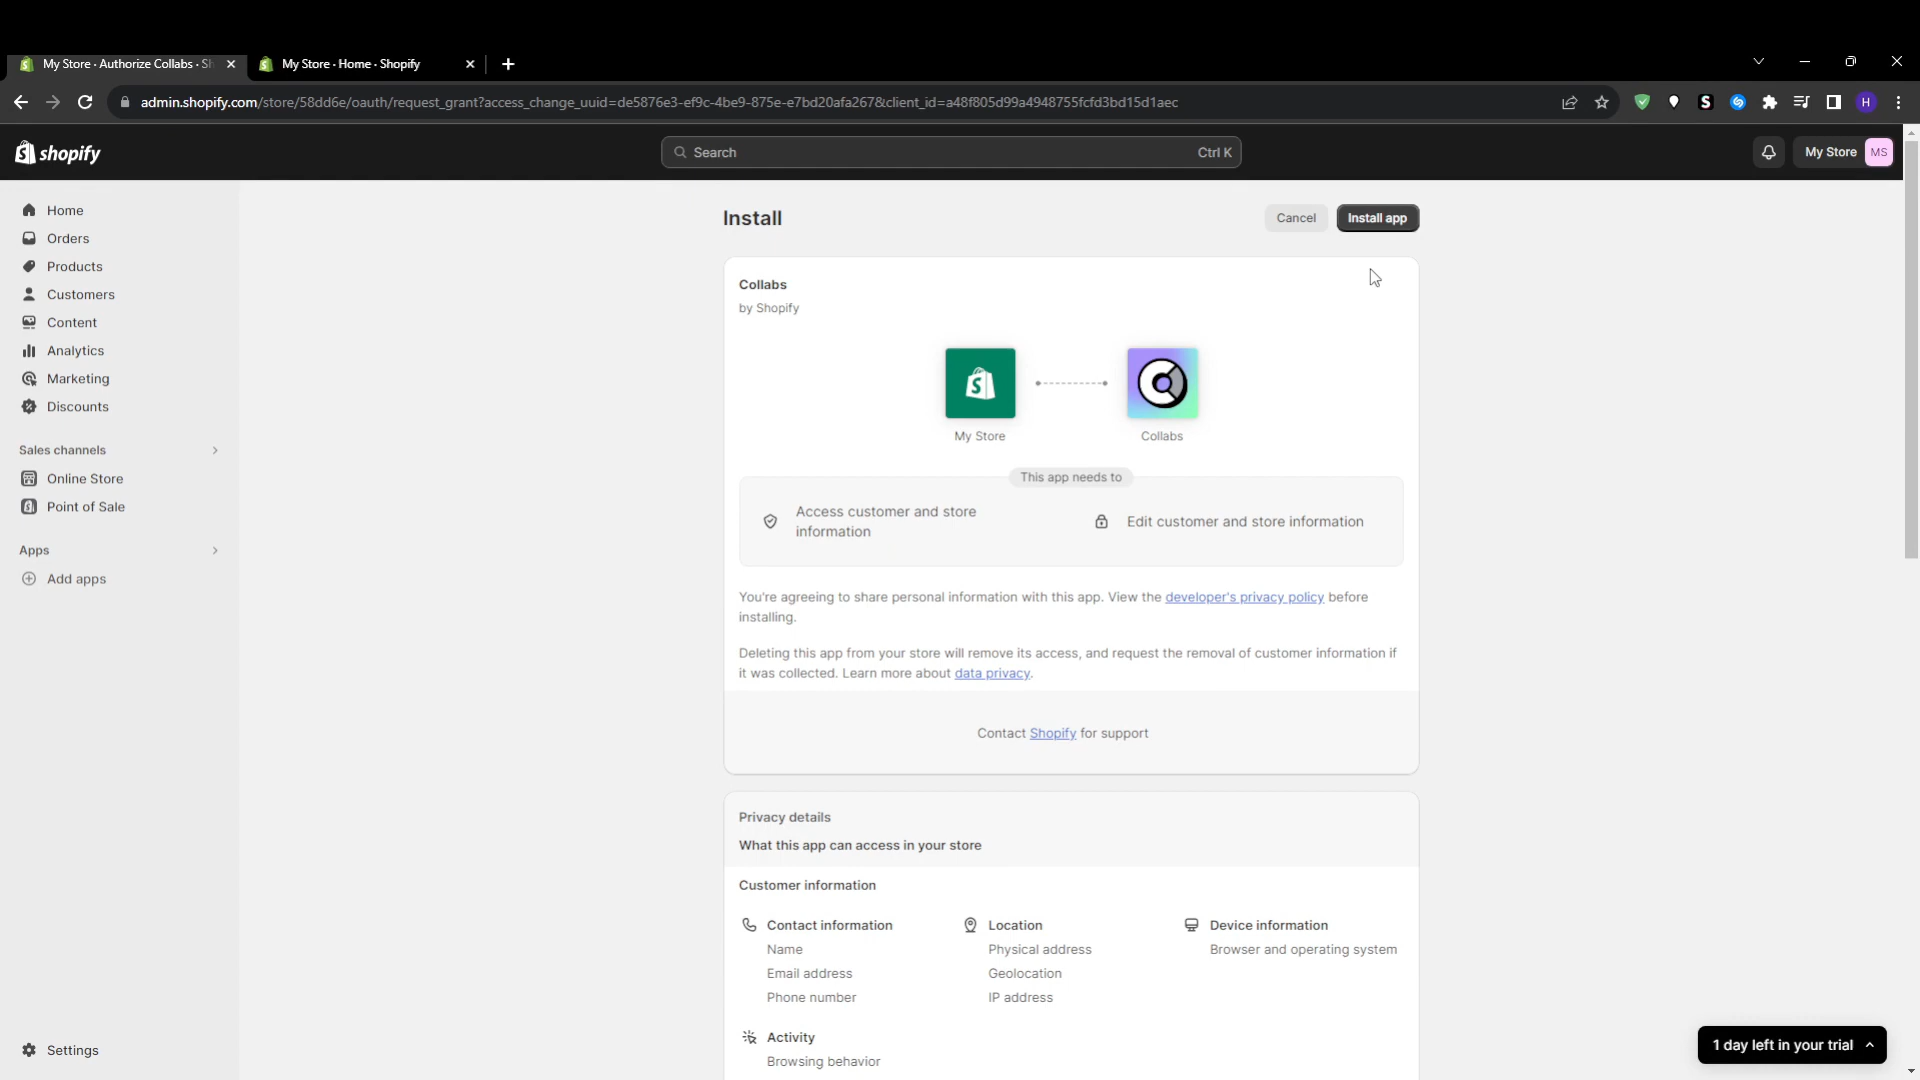 My Store · Authorize Collabs · Sh
My Store · Home · Shopify
admin.shopify.com/store/58dd6e/oauth/request_grant?access_change_uuid=de5876e3-ef9c-4be9-875e-e7bd20afa267&client_id=a48f805d99a4948755fcfd3bd15d1aec
H
shopify
Search
Ctrl K
My Store
MS
Home
Orders
Products
Customers
Content
Analytics
Marketing
Discounts
Sales channels
Online Store
Point of Sale
Apps
Add apps
Settings
Install
Cancel
Install app
Collabs
by Shopify
My Store
Collabs
This app needs to
Access customer and store
information
Edit customer and store information
You're agreeing to share personal information with this app. View the developer's privacy policy before
installing.
Deleting this app from your store will remove its access, and request the removal of customer information if
it was collected. Learn more about data privacy.
Contact Shopify for support
Privacy details
What this app can access in your store
Customer information
Contact information
Name
Email address
Phone number
Location
Physical address
Geolocation
IP address
Device information
Browser and operating system
Activity
Browsing behavior
1 day left in your trial